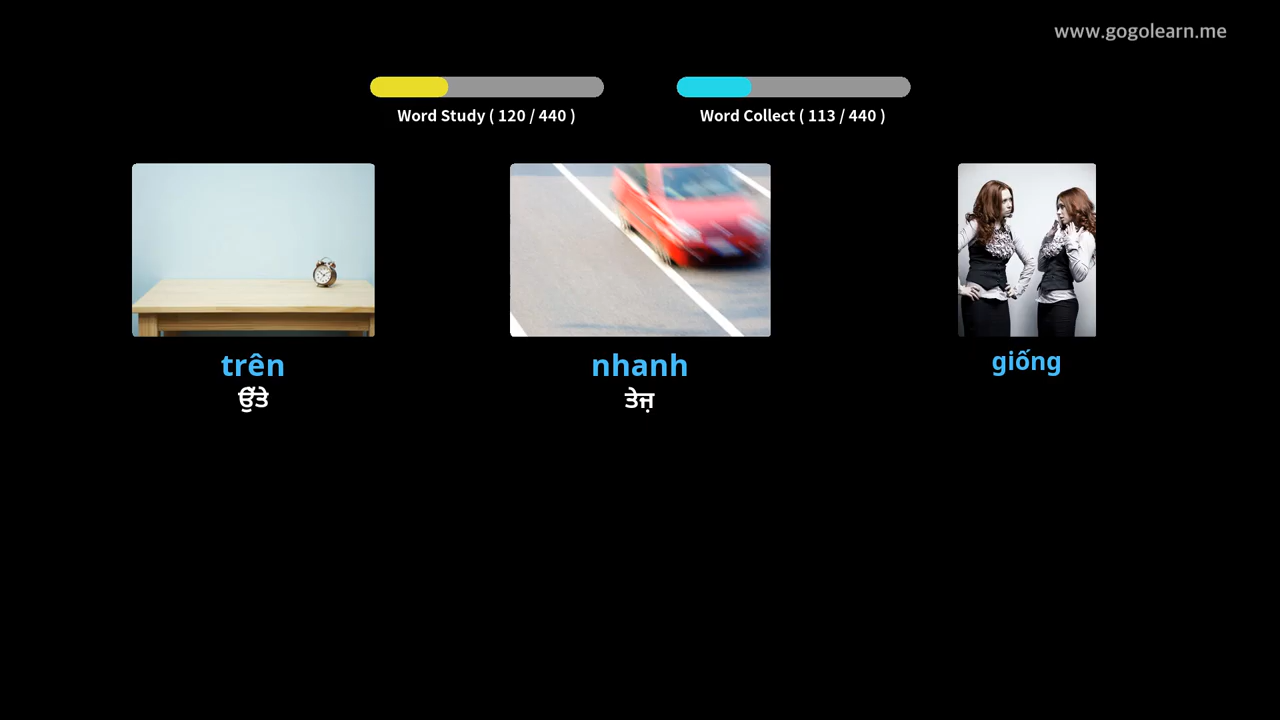 www.gogolearn.me
Word Study ( 120 / 440 )
Word Collect ( 113 / 440 )
trên
ਉੱਤੇ
nhanh
ਤੇਜ਼
giống